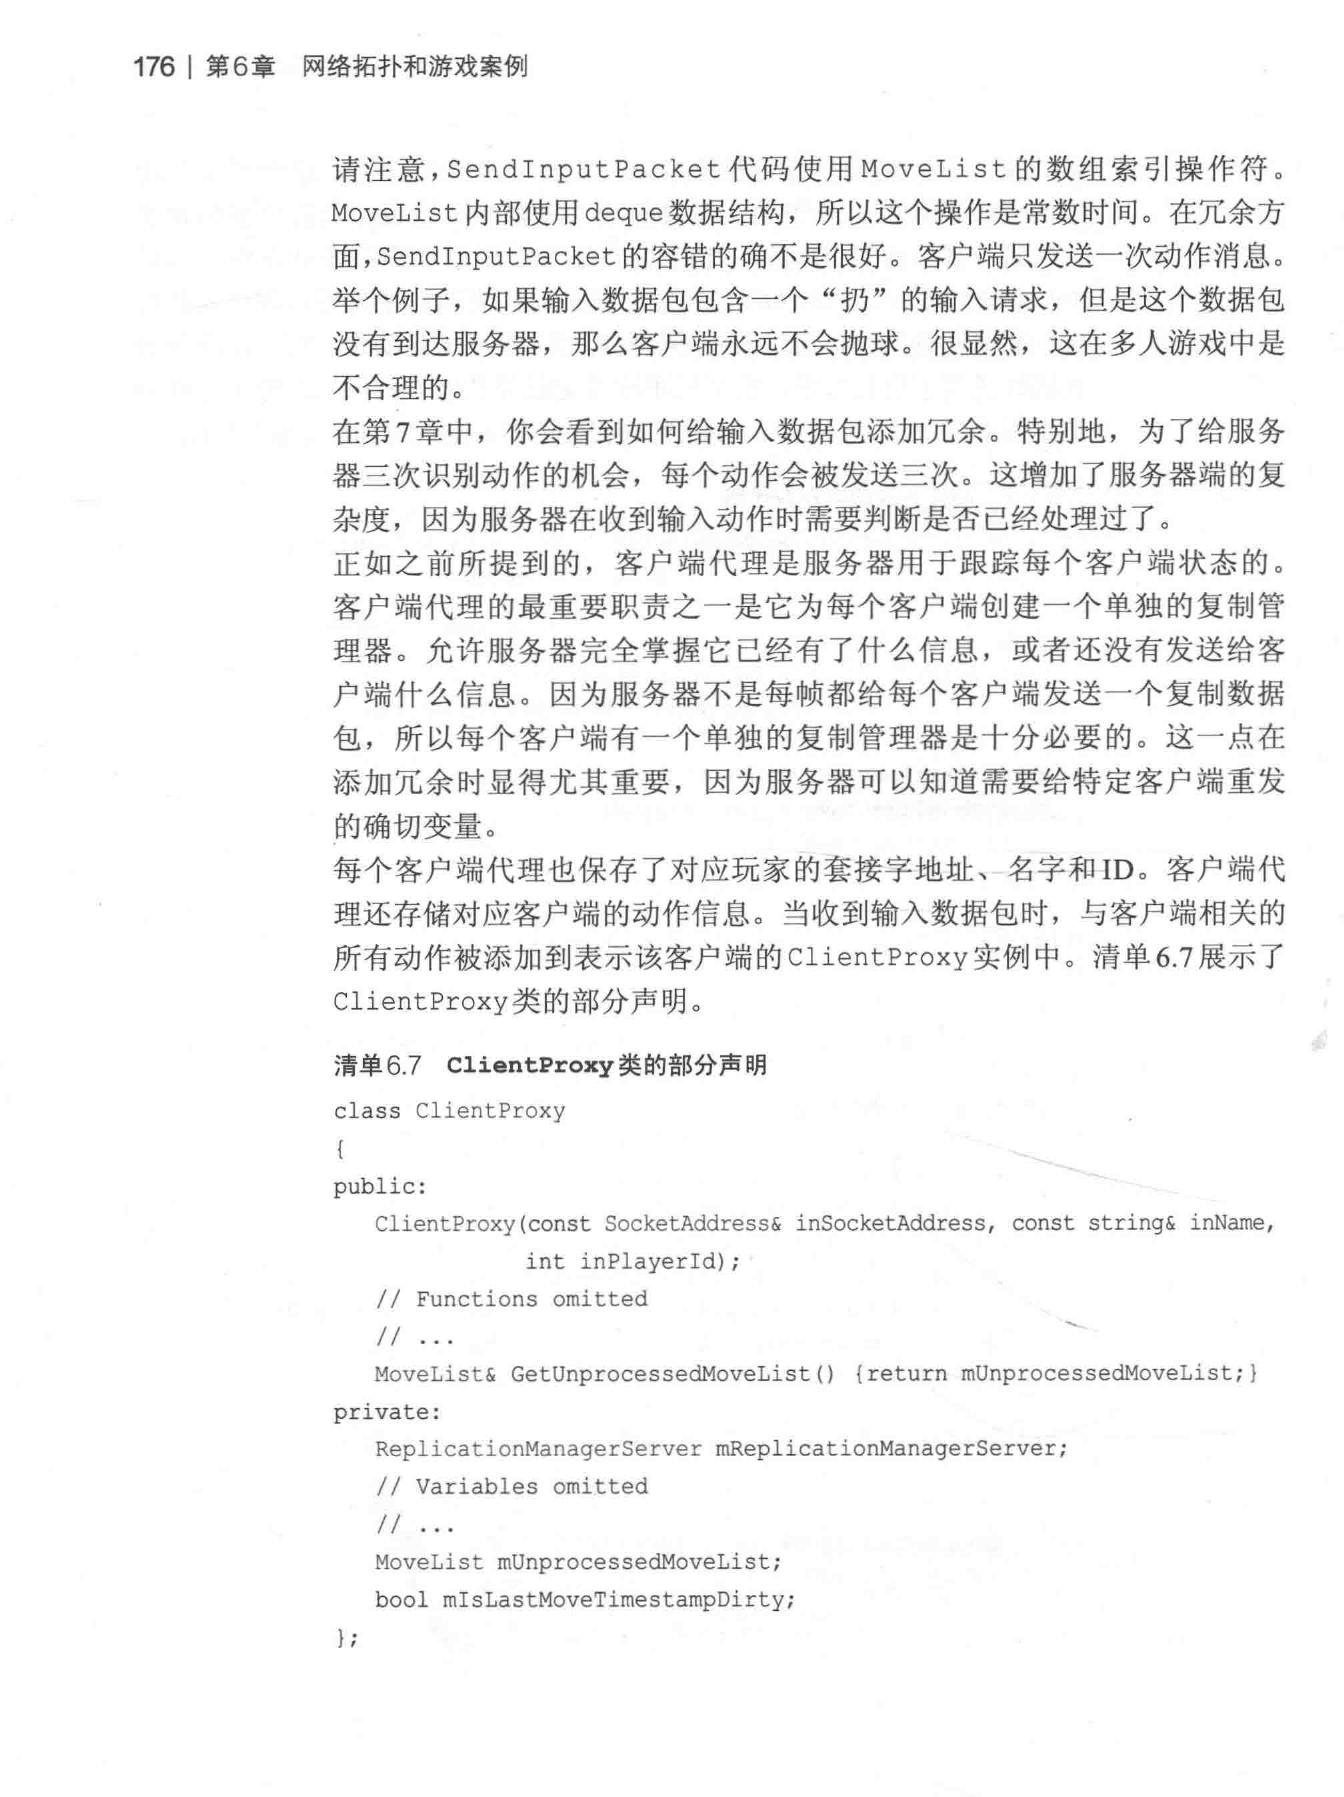 176 | 第6章 网络拓扑和游戏案例
请注意,SendInputPacket代码使用MoveList的数组索引操作符。
MoveList内部使用deque数据结构，所以这个操作是常数时间。在冗余方
面,SendInputPacket的容错的确不是很好。客户端只发送一次动作消息。
举个例子，如果输入数据包包含一个“扔”的输入请求，但是这个数据包
没有到达服务器，那么客户端永远不会抛球。很显然，这在多人游戏中是
不合理的。
在第7章中，你会看到如何给输入数据包添加冗余。特别地，为了给服务
器三次识别动作的机会，每个动作会被发送三次。这增加了服务器端的复
杂度，因为服务器在收到输入动作时需要判断是否已经处理过了。
正如之前所提到的，客户端代理是服务器用于跟踪每个客户端状态的。
客户端代理的最重要职责之一是它为每个客户端创建一个单独的复制管
理器。允许服务器完全掌握它已经有了什么信息，或者还没有发送给客
户端什么信息。因为服务器不是每帧都给每个客户端发送一个复制数据
包，所以每个客户端有一个单独的复制管理器是十分必要的。这一点在
添加冗余时显得尤其重要，因为服务器可以知道需要给特定客户端重发
的确切变量。
每个客户端代理也保存了对应玩家的套接字地址、名字和ID。客户端代
理还存储对应客户端的动作信息。当收到输入数据包时，与客户端相关的
所有动作被添加到表示该客户端的ClientProxy实例中。清单6.7展示了
ClientProxy类的部分声明。
清单6.7 ClientProxy类的部分声明
class ClientProxy
{
public:
ClientProxy(const SocketAddress& inSocketAddress, const string& inName,
int inPlayerId);
// Functions omitted
// ...
MoveList& GetUnprocessedMoveList() {return mUnprocessedMoveList;}
private:
ReplicationManagerServer mReplicationManagerServer;
// Variables omitted
// ...
MoveList mUnprocessedMoveList;
bool mIsLastMoveTimestampDirty;
};